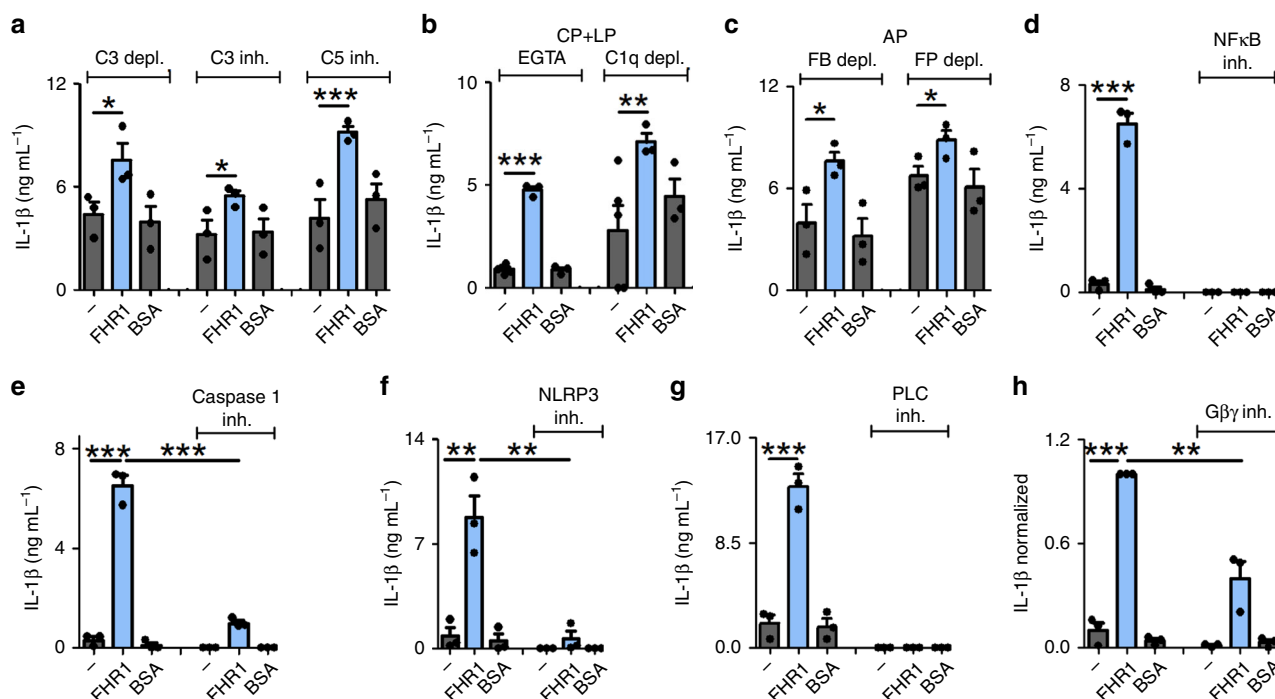 a
C3 depl. C3 inh. C5 inh.
IL-1β (ng mL⁻¹)
12
6
0
* * ***
– FHR1 BSA – FHR1 BSA – FHR1 BSA
b
CP+LP
EGTA C1q depl.
IL-1β (ng mL⁻¹)
10
5
0
*** **
– FHR1 BSA – FHR1 BSA
c
AP
FB depl. FP depl.
IL-1β (ng mL⁻¹)
12
6
0
* *
– FHR1 BSA – FHR1 BSA
d
NFκB
inh.
IL-1β (ng mL⁻¹)
8
4
0
***
– FHR1 BSA – FHR1 BSA
e
Caspase 1
inh.
IL-1β (ng mL⁻¹)
8
4
0
*** ***
– FHR1 BSA – FHR1 BSA
f
NLRP3
inh.
IL-1β (ng mL⁻¹)
14
7
0
** **
– FHR1 BSA – FHR1 BSA
g
PLC
inh.
IL-1β (ng mL⁻¹)
17.0
8.5
0.0
***
– FHR1 BSA – FHR1 BSA
h
Gβγ inh.
IL-1β normalized
1.2
0.6
0.0
*** **
– FHR1 BSA – FHR1 BSA